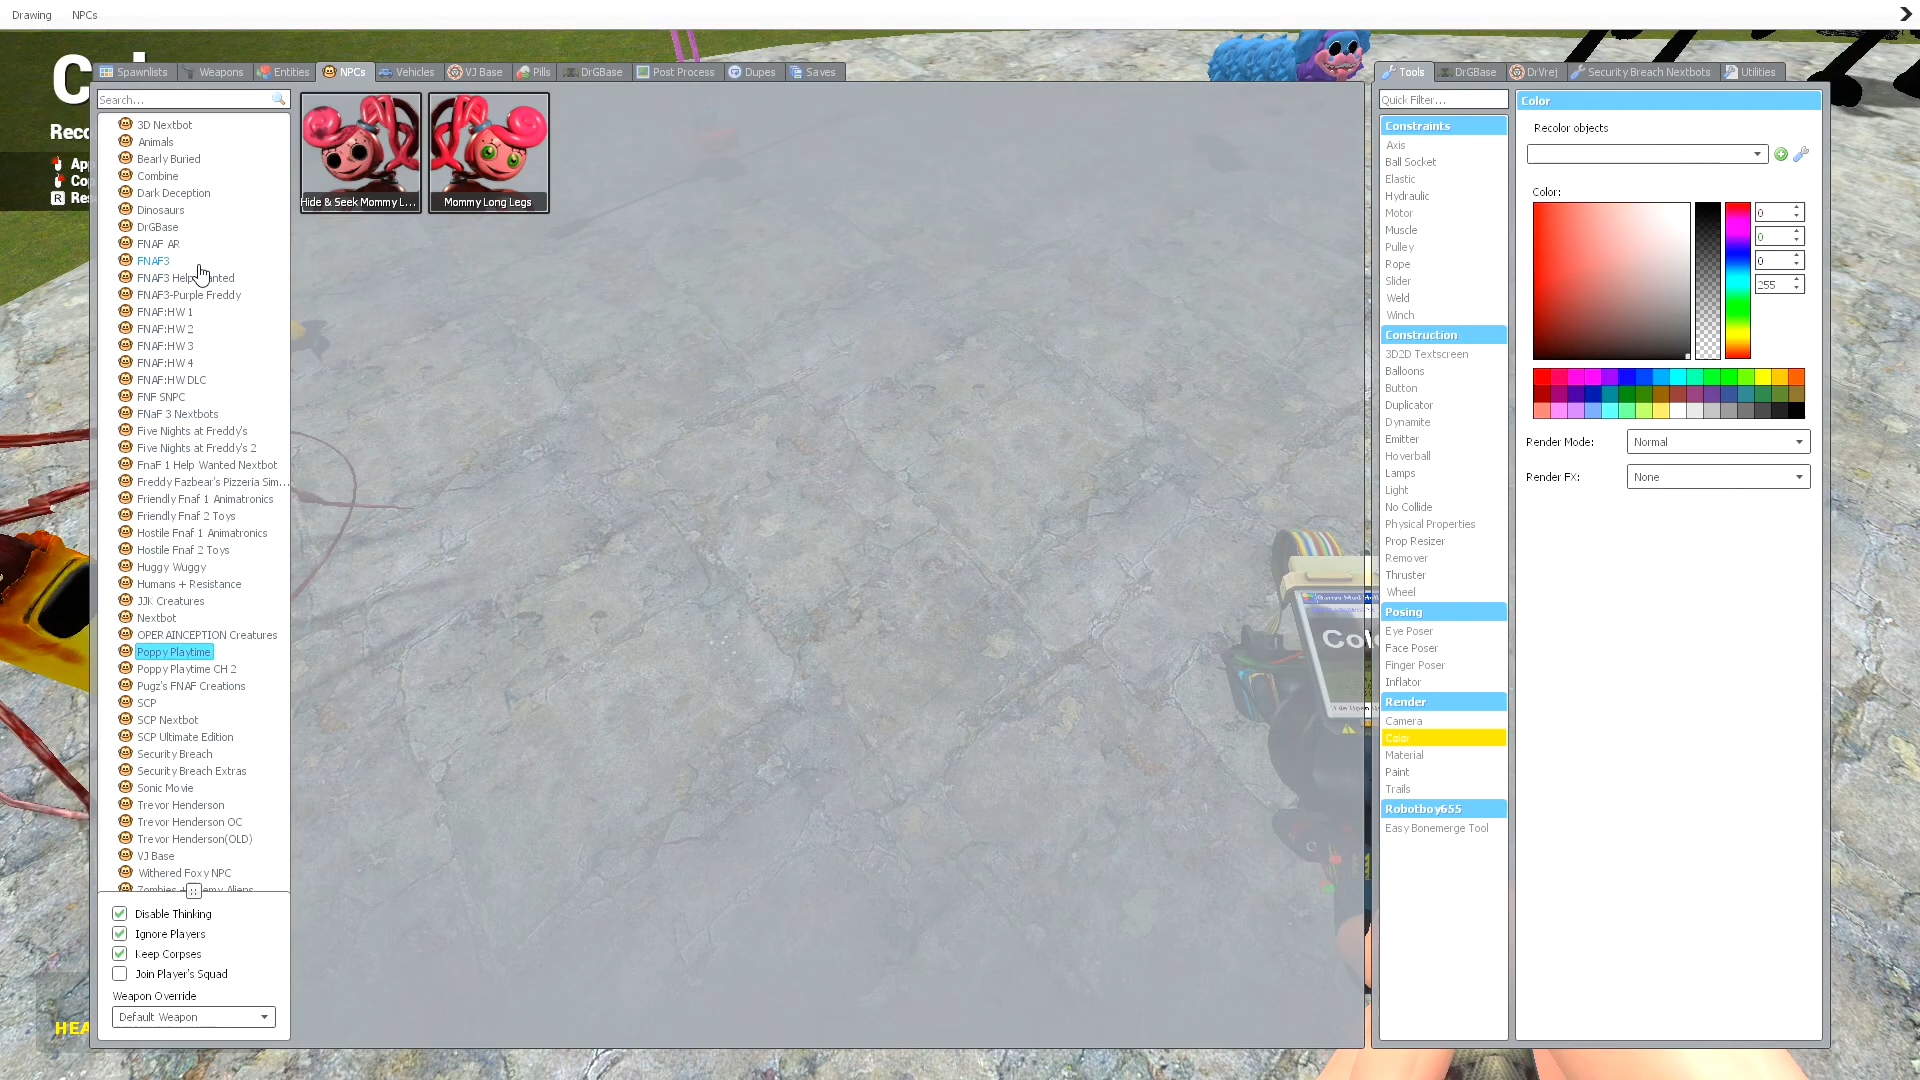 Drawing NPCs
Spawnlists Weapons Entities NPCs Vehicles VJ Base Pills DrGBase Post Process Dupes Saves
Tools DrGBase DrVrej Security Breach Nextbots Utilities
Search...
3D Nextbot
Animals
Bearly Buried
Combine
Dark Deception
Dinosaurs
DrGBase
FNAF AR
FNAF3
FNAF3-Purple Freddy
FNAF:HW 1
FNAF:HW 2
FNAF:HW 3
FNAF:HW 4
FNAF:HW DLC
FNF SNPC
FNaF 3 Nextbots
Five Nights at Freddy's
Five Nights at Freddy's 2
FnaF 1 Help Wanted Nextbot
Freddy Fazbear's Pizzeria Sim...
Friendly Fnaf 1 Animatronics
Friendly Fnaf 2 Toys
Hostile Fnaf 1 Animatronics
Hostile Fnaf 2 Toys
Huggy Wuggy
Humans + Resistance
JJK Creatures
Nextbot
OPERAINCEPTION Creatures
Poppy Playtime
Poppy Playtime CH 2
Pugz's FNAF Creations
SCP
SCP Nextbot
SCP Ultimate Edition
Security Breach
Security Breach Extras
Sonic Movie
Trevor Henderson
Trevor Henderson OC
Trevor Henderson(OLD)
VJ Base
Withered Foxy NPC
Disable Thinking
Ignore Players
Keep Corpses
Join Player's Squad
Weapon Override
Default Weapon
Hide & Seek Mommy L...
Mommy Long Legs
Quick Filter...
Constraints
Axis
Ball Socket
Elastic
Hydraulic
Motor
Muscle
Pulley
Rope
Slider
Weld
Winch
Construction
3D2D Textscreen
Balloons
Button
Duplicator
Dynamite
Emitter
Hoverball
Lamps
Light
No Collide
Physical Properties
Prop Resizer
Remover
Thruster
Wheel
Posing
Eye Poser
Face Poser
Finger Poser
Inflator
Render
Camera
Color
Material
Paint
Trails
Robotboy655
Easy Bonemerge Tool
Color
Recolor objects
Color:
0
0
0
255
Render Mode: Normal
Render FX: None